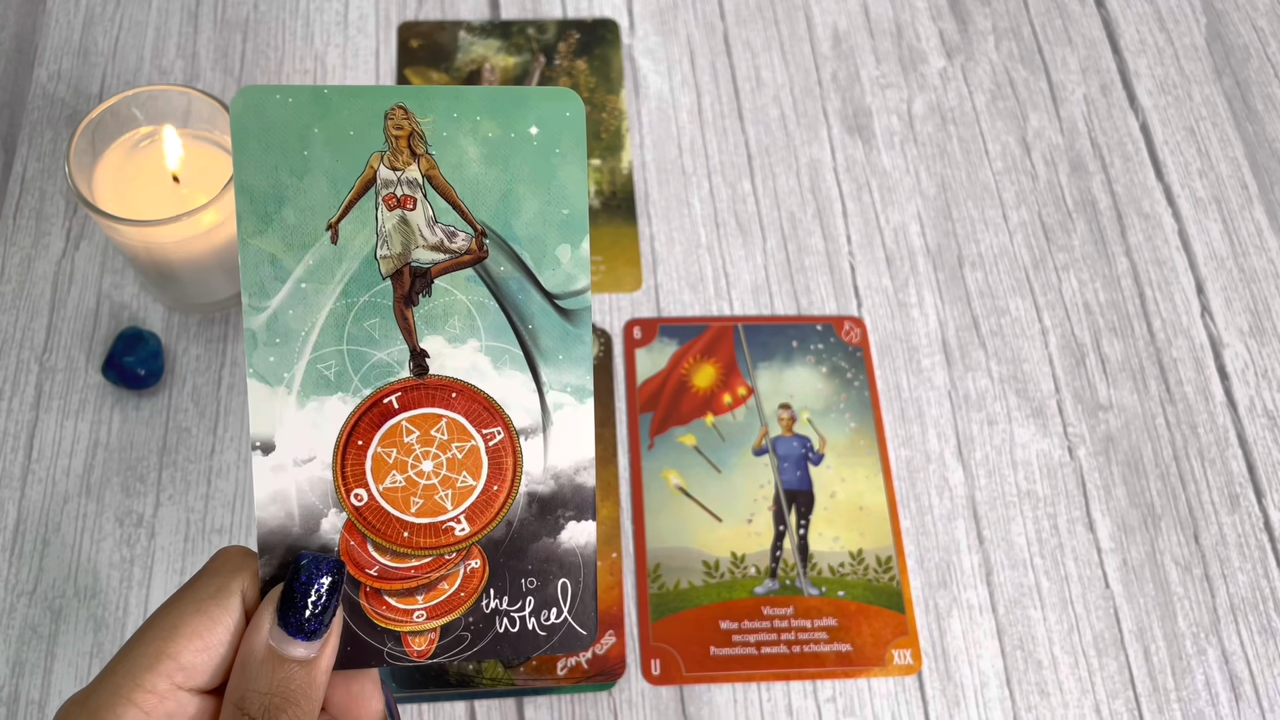 T
A
O
R
T
R
O
10
10.
the
wheel
Empress
6
Victory!
Wise choices that bring public
recognition and success.
Promotions, awards, or scholarships.
U
XIX